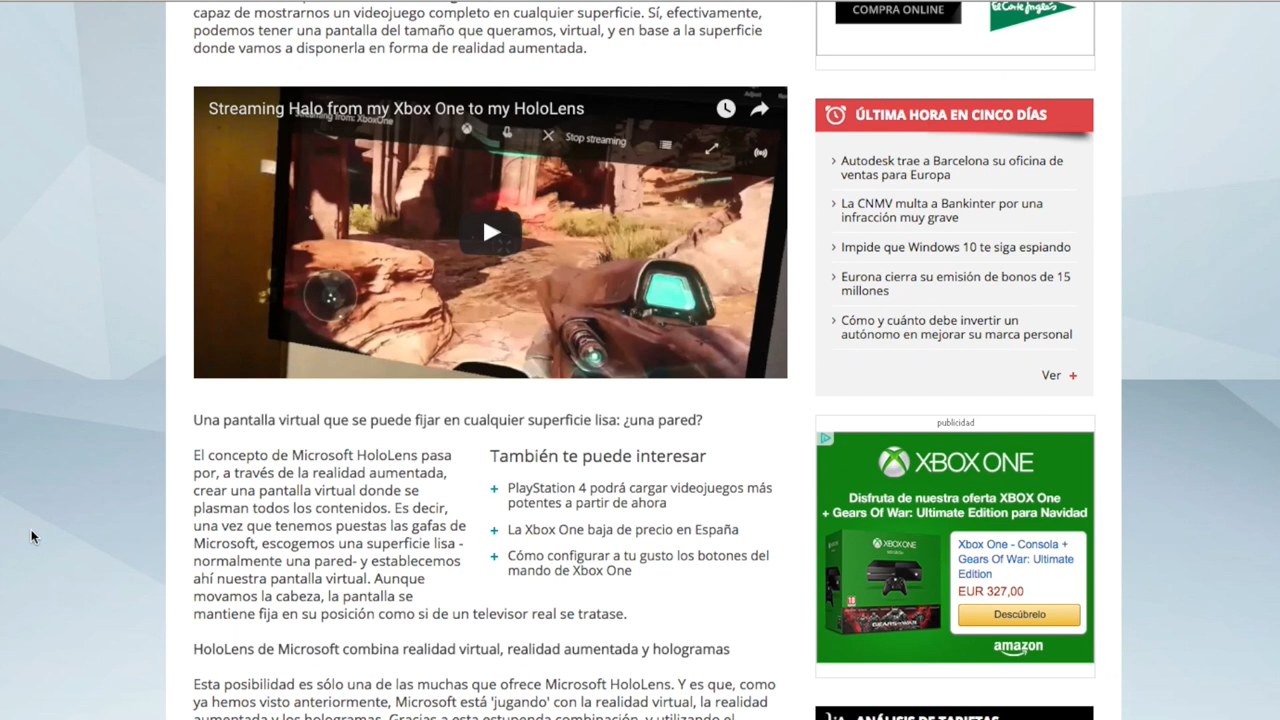 capaz de mostrarnos un videojuego completo en cualquier superficie. Sí, efectivamente,
podemos tener una pantalla del tamaño que queramos, virtual, y en base a la superficie
donde vamos a disponerla en forma de realidad aumentada.
Streaming Halo from my Xbox One to my HoloLens
Streaming from: XboxOne
Stop streaming
Adjust
Una pantalla virtual que se puede fijar en cualquier superficie lisa: ¿una pared?
El concepto de Microsoft HoloLens pasa
por, a través de la realidad aumentada,
crear una pantalla virtual donde se
plasman todos los contenidos. Es decir,
una vez que tenemos puestas las gafas de
Microsoft, escogemos una superficie lisa -
normalmente una pared- y establecemos
ahí nuestra pantalla virtual. Aunque
movamos la cabeza, la pantalla se
mantiene fija en su posición como si de un televisor real se tratase.
También te puede interesar
+ PlayStation 4 podrá cargar videojuegos más
potentes a partir de ahora
+ La Xbox One baja de precio en España
+ Cómo configurar a tu gusto los botones del
mando de Xbox One
HoloLens de Microsoft combina realidad virtual, realidad aumentada y hologramas
Esta posibilidad es sólo una de las muchas que ofrece Microsoft HoloLens. Y es que, como
ya hemos visto anteriormente, Microsoft está 'jugando' con la realidad virtual, la realidad
aumentada y los hologramas. Gracias a esta estupenda combinación, y utilizando el
COMPRA ONLINE
El Corte Inglés
ÚLTIMA HORA EN CINCO DÍAS
› Autodesk trae a Barcelona su oficina de
ventas para Europa
› La CNMV multa a Bankinter por una
infracción muy grave
› Impide que Windows 10 te siga espiando
› Eurona cierra su emisión de bonos de 15
millones
› Cómo y cuánto debe invertir un
autónomo en mejorar su marca personal
Ver +
publicidad
XBOX ONE
Disfruta de nuestra oferta XBOX One
+ Gears Of War: Ultimate Edition para Navidad
XBOX ONE
GEARS OF WAR
18
Xbox One - Consola +
Gears Of War: Ultimate
Edition
EUR 327,00
Descúbrelo
amazon
ANÁLISIS DE TARJETAS